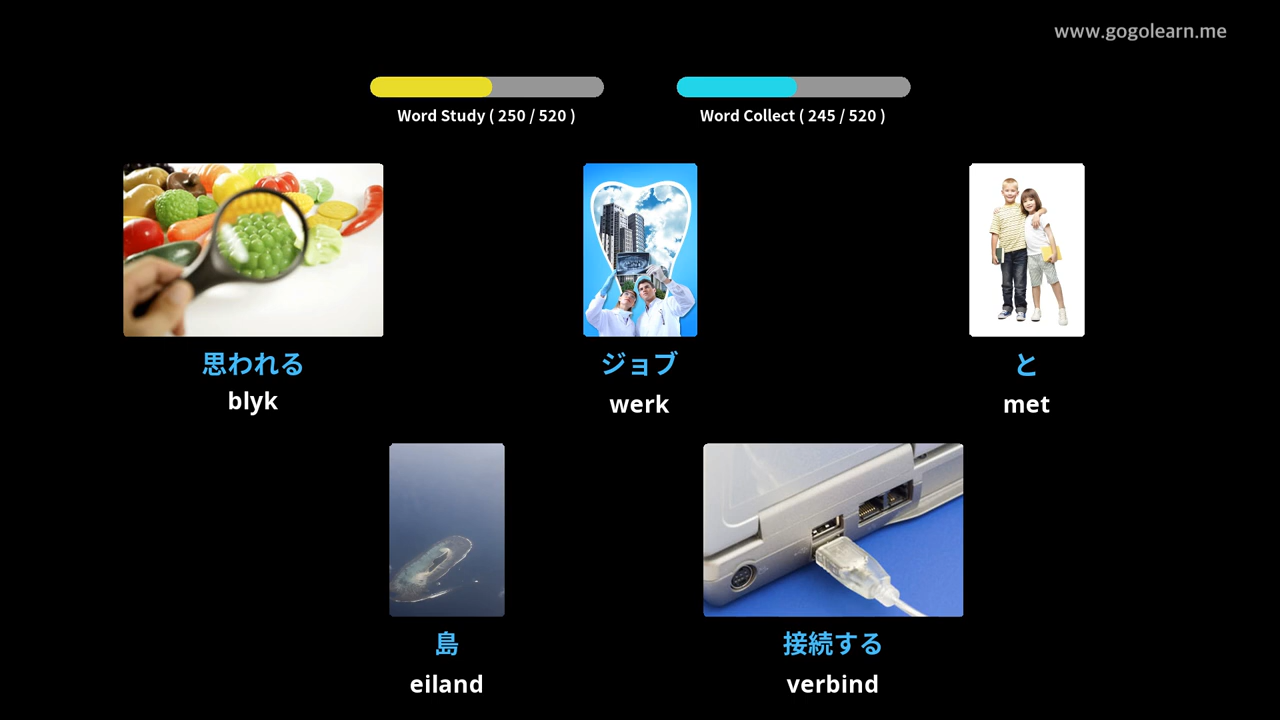 www.gogolearn.me
Word Study ( 250 / 520 )
Word Collect ( 245 / 520 )
思われる
blyk
ジョブ
werk
と
met
島
eiland
接続する
verbind